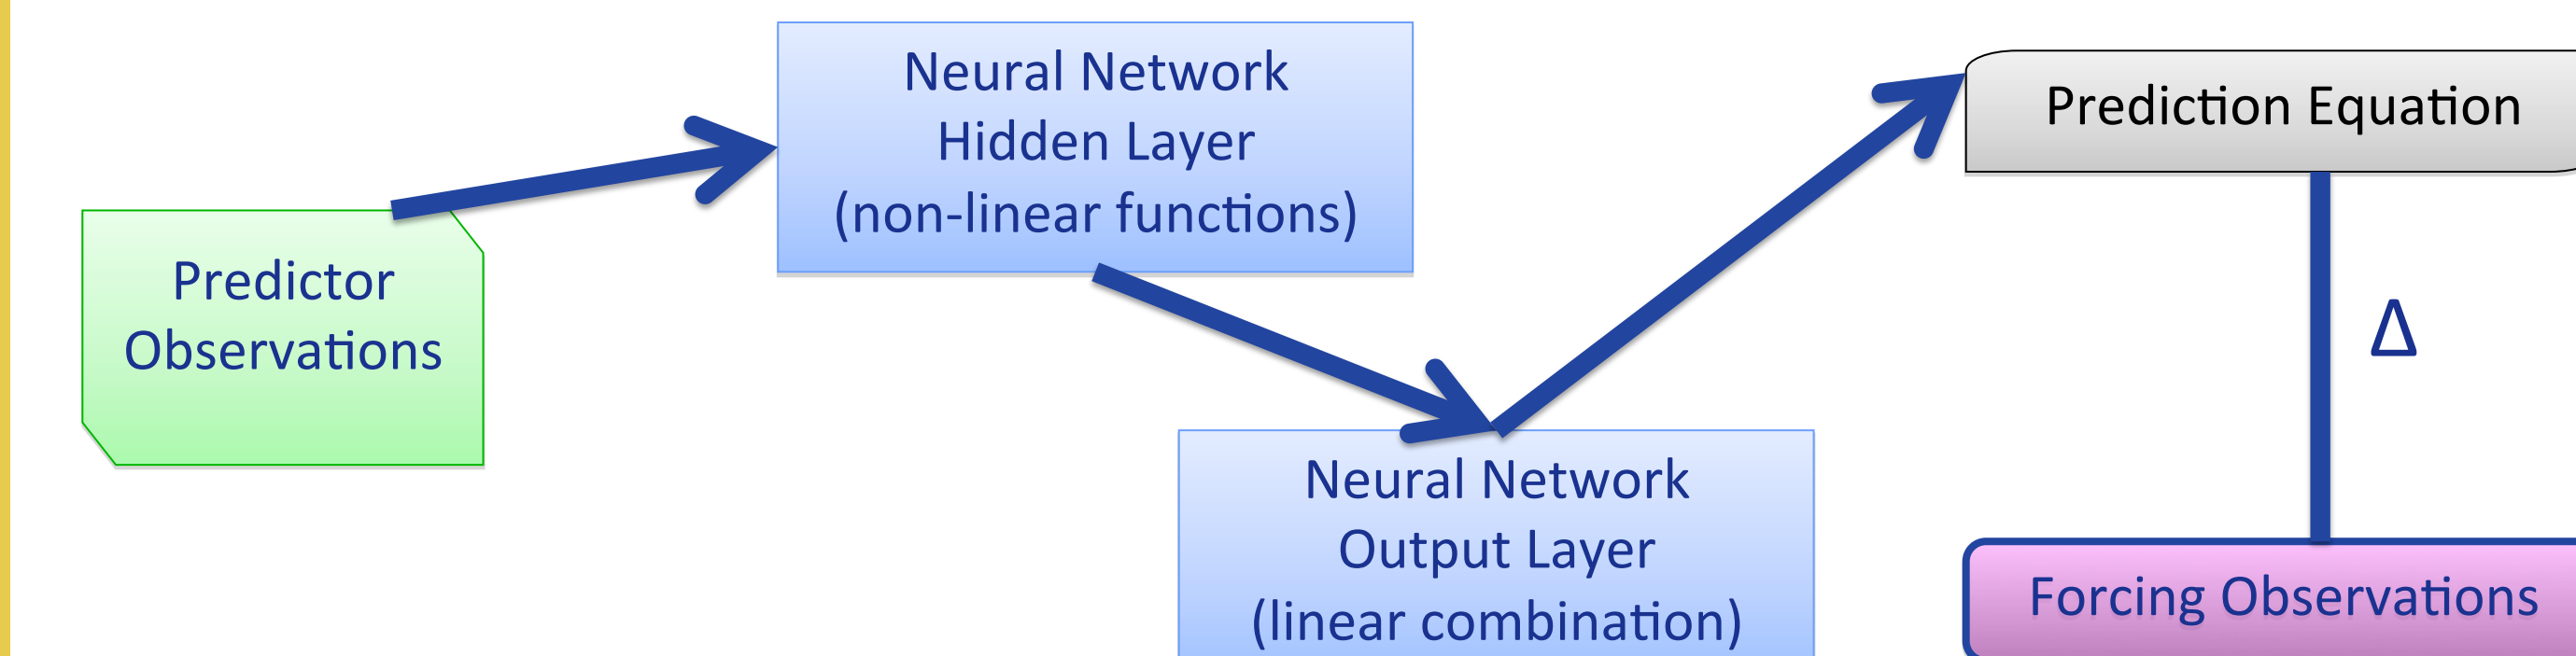 Predictor
Observations
Neural Network
Hidden Layer
(non-linear functions)
Neural Network
Output Layer
(linear combination)
Prediction Equation
Δ
Forcing Observations